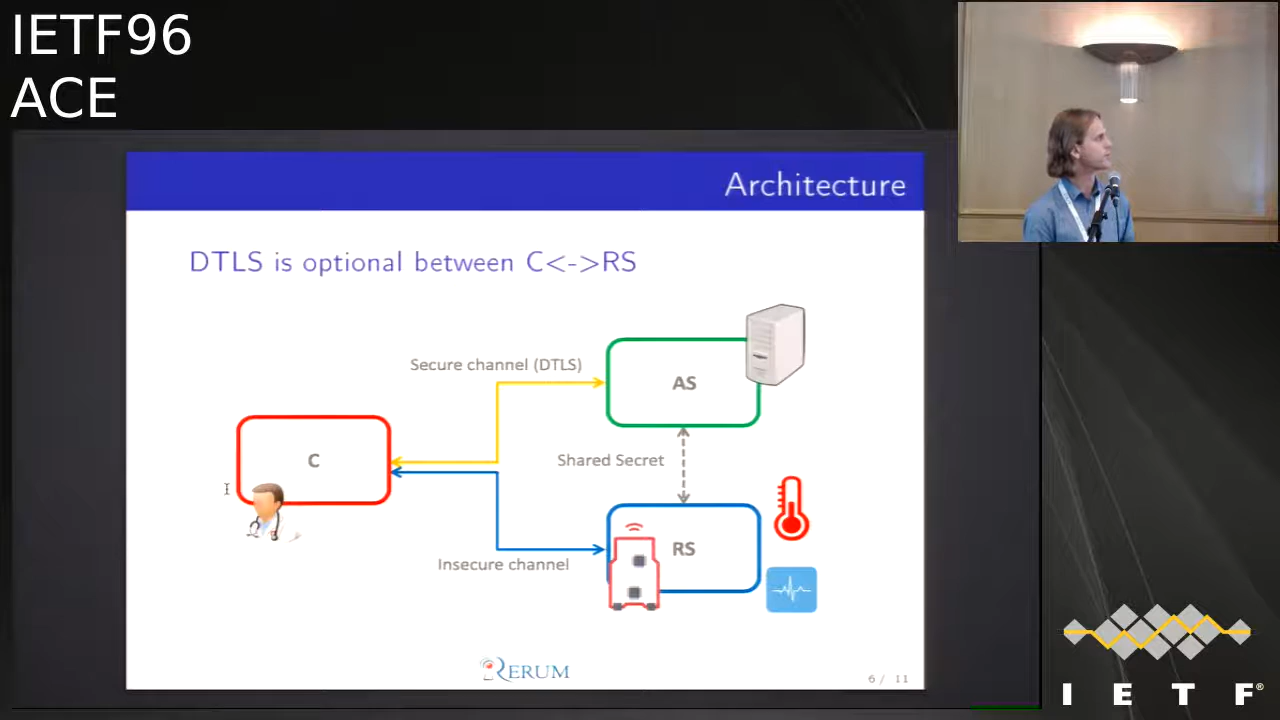 IETF96
ACE
Architecture
DTLS is optional between C<->RS
Secure channel (DTLS)
AS
C
Shared Secret
RS
Insecure channel
RERUM
6 / 11
I E T F®